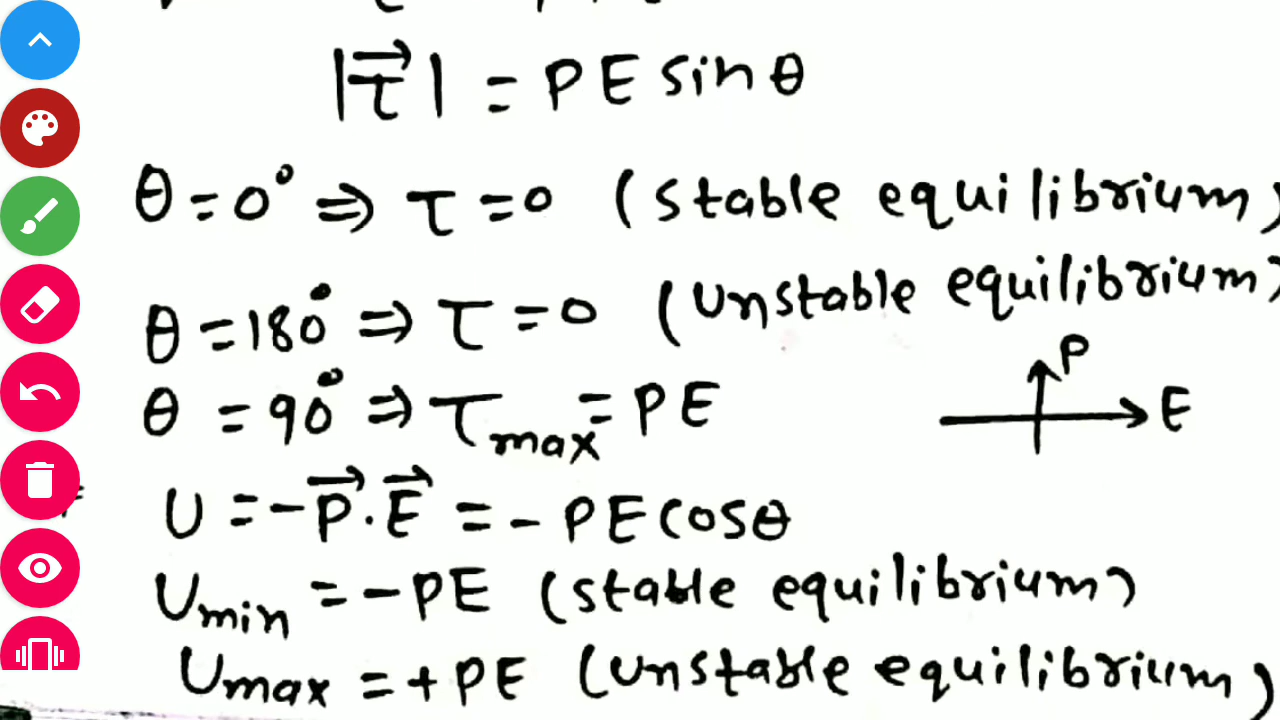 |τ⃗| = PE sinθ
θ = 0° ⇒ τ = 0 (stable equilibrium)
θ = 180° ⇒ τ = 0 (unstable equilibrium)
θ = 90° ⇒ τmax = PE
P
E
U = -P⃗.E⃗ = - PE cosθ
Umin = -PE (stable equilibrium)
Umax = +PE (unstable equilibrium)